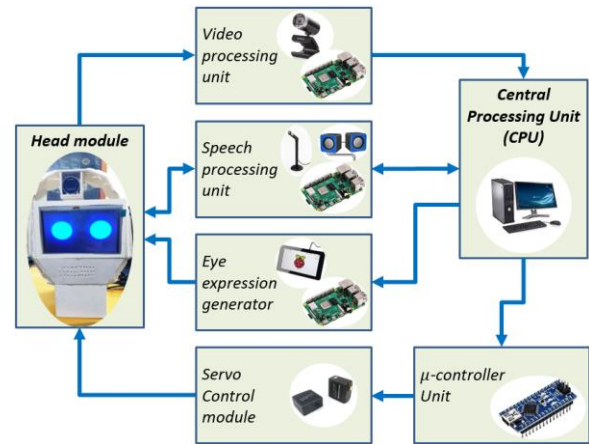 Video
processing
unit
Central
Processing Unit
(CPU)
Head module
Speech
processing
unit
Eye
expression
generator
Servo
Control
module
μ-controller
Unit